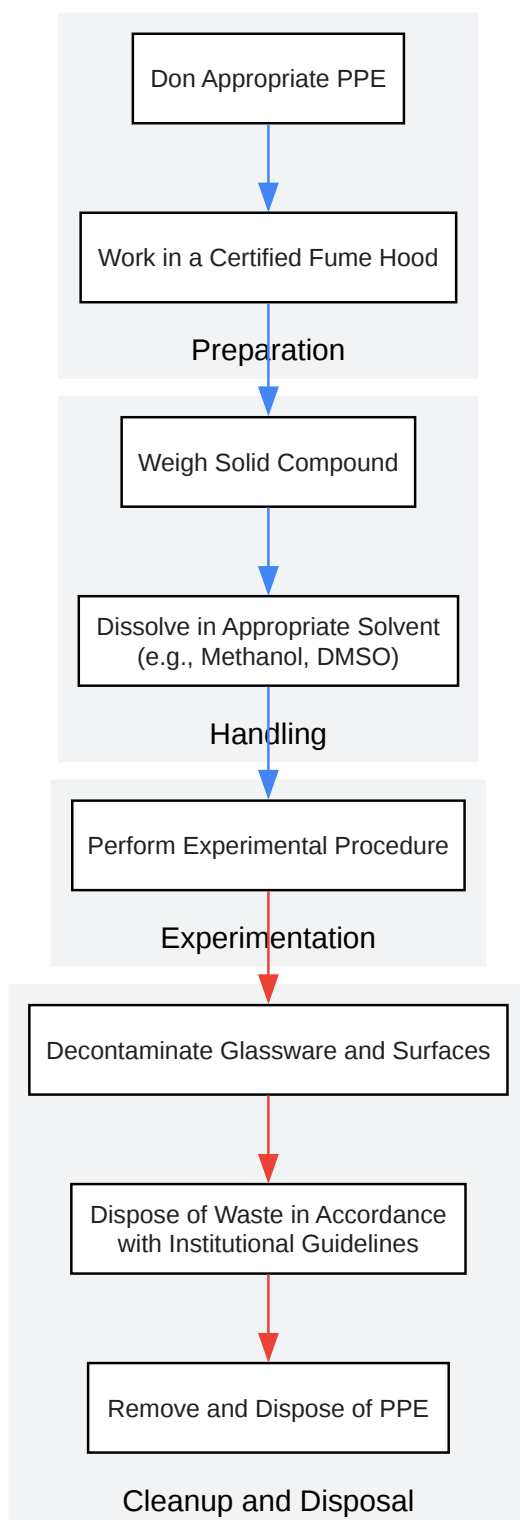 Don Appropriate PPE
Work in a Certified Fume Hood
Preparation
Weigh Solid Compound
Dissolve in Appropriate Solvent
(e.g., Methanol, DMSO)
Handling
Perform Experimental Procedure
Experimentation
Decontaminate Glassware and Surfaces
Dispose of Waste in Accordance
with Institutional Guidelines
Remove and Dispose of PPE
Cleanup and Disposal